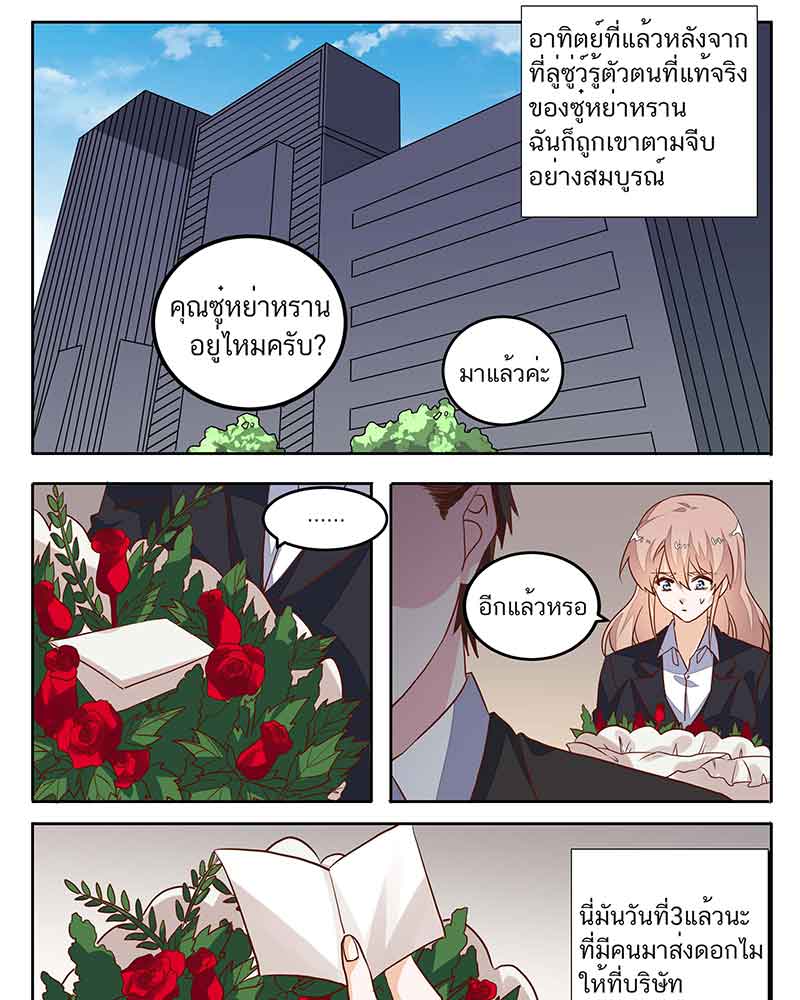 อาทิตย์ที่แล้วหลังจาก
ที่ลู่ซู่ว์รู้ตัวตนที่แท้จริง
ของซู๋หย่าหราน
ฉันก็ถูกเขาตามจีบ
อย่างสมบูรณ์
คุณซู๋หย่าหราน
อยู่ไหมครับ?
มาแล้วค่ะ
......
อีกแล้วหรอ
นี่มันวันที่3แล้วนะ
ที่มีคนมาส่งดอกไม
ให้ที่บริษัท